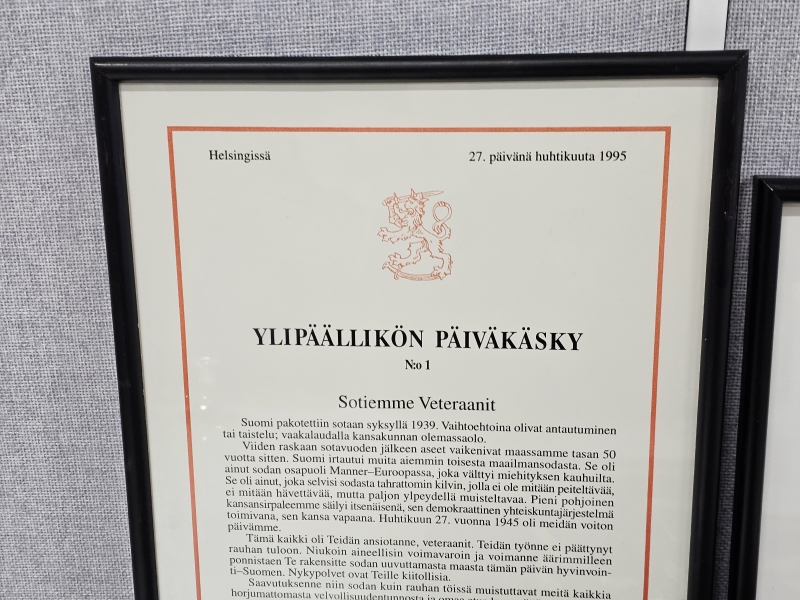 Helsingissä 27. päivänä huhtikuuta 1995
YLIPÄÄLLIKÖN PÄIVÄKÄSKY
N:o 1
Sotiemme Veteraanit
Suomi pakotettiin sotaan syksyllä 1939. Vaihtoehtoina olivat antautuminen
tai taistelu; vaakalaudalla kansakunnan olemassaolo.
Viiden raskaan sotavuoden jälkeen aseet vaikenivat maassamme tasan 50
vuotta sitten. Suomi irtautui muita aiemmin toisesta maailmansodasta. Se oli
ainut sodan osapuoli Manner–Euroopassa, joka välttyi miehityksen kauhuilta.
Se oli ainut, joka selvisi sodasta tahrattomin kilvin, jolla ei ole mitään peiteltävää,
ei mitään hävettävää, mutta paljon ylpeydellä muisteltavaa. Pieni pohjoinen
kansansirpaleemme säilyi itsenäisenä, sen demokraattinen yhteiskuntajärjestelmä
toimivana, sen kansa vapaana. Huhtikuun 27. vuonna 1945 oli meidän voiton
päivämme.
Tämä kaikki oli Teidän ansiotanne, veteraanit. Teidän työnne ei päättynyt
rauhan tuloon. Niukoin aineellisin voimavaroin ja voimanne äärimmilleen
ponnistaen Te rakensitte sodan uuvuttamasta maasta tämän päivän hyvinvoin-
ti–Suomen. Nykypolvet ovat Teille kiitollisia.
Saavutuksenne niin sodan kuin rauhan töissä muistuttavat meitä kaikkia
horjumattomasta velvollisuudentunnosta ja